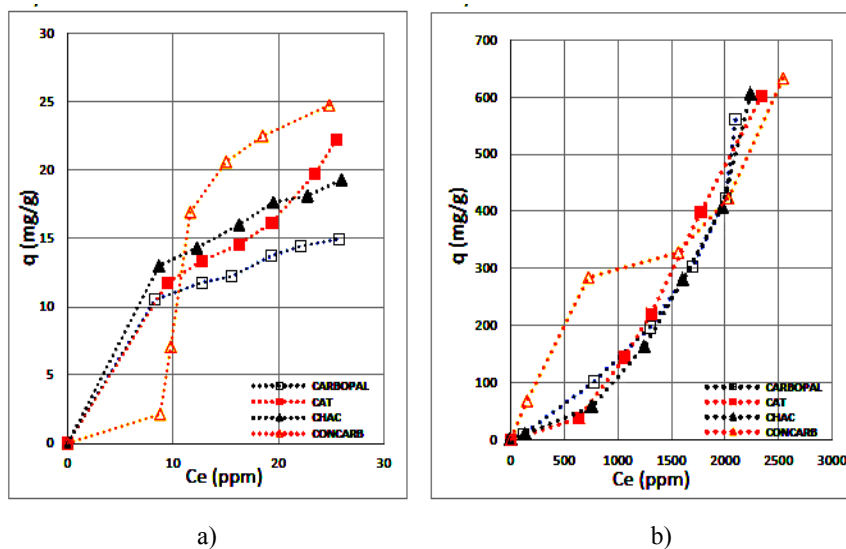 30
25
20
15
10
5
0
0
10
20
30
q (mg/g)
Ce (ppm)
CARBOPAL
CAT
CHAC
CONCARB
a)
700
600
500
400
300
200
100
0
0
500
1000
1500
2000
2500
3000
q (mg/g)
Ce (ppm)
CARBOPAL
CAT
CHAC
CONCARB
b)